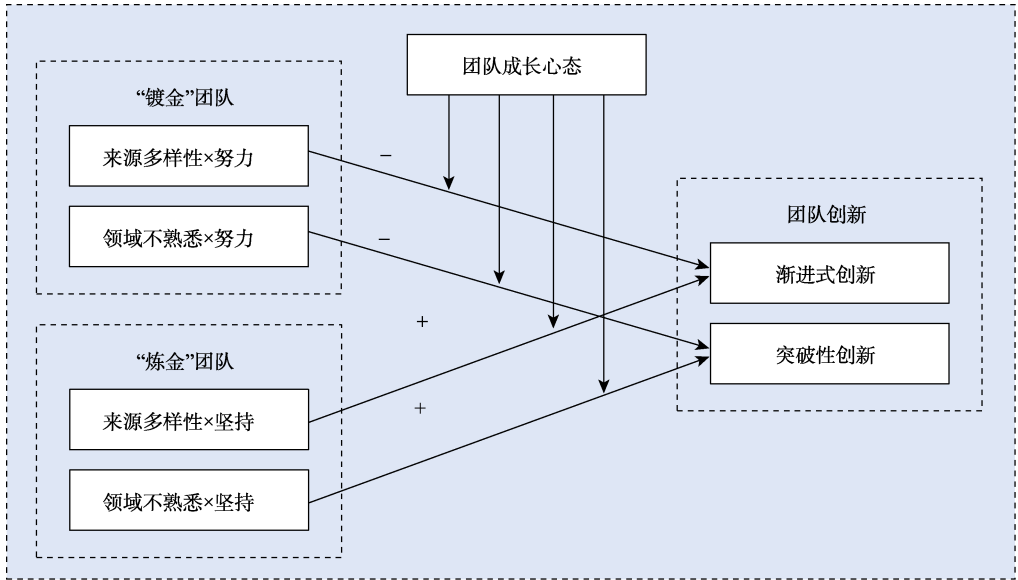 团队成长心态
“镀金”团队
来源多样性×努力
领域不熟悉×努力
−
−
+
+
“炼金”团队
来源多样性×坚持
领域不熟悉×坚持
团队创新
渐进式创新
突破性创新